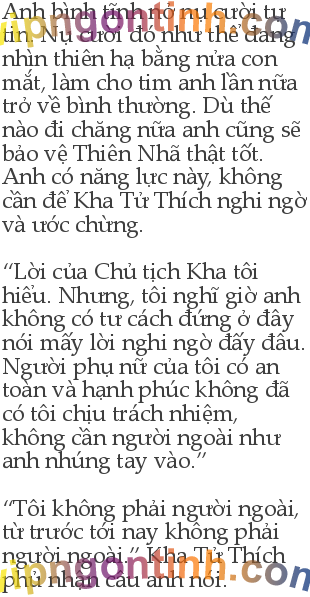 Anh bình tĩnh nở nụ cười tự
tin. Nụ cười đó như thể đang
nhìn thiên hạ bằng nửa con
mắt, làm cho tim anh lần nữa
trở về bình thường. Dù thế
nào đi chăng nữa anh cũng sẽ
bảo vệ Thiên Nhã thật tốt.
Anh có năng lực này, không
cần để Kha Tử Thích nghi ngờ
và ước chừng.
“Lời của Chủ tịch Kha tôi
hiểu. Nhưng, tôi nghĩ giờ anh
không có tư cách đứng ở đây
nói mấy lời nghi ngờ đấy đâu.
Người phụ nữ của tôi có an
toàn và hạnh phúc không đã
có tôi chịu trách nhiệm,
không cần người ngoài như
anh nhúng tay vào.”
“Tôi không phải người ngoài,
từ trước tới nay không phải
người ngoài.” Kha Tử Thích
phủ nhận câu anh nói.
vipngontinh.com
vipngontinh.com